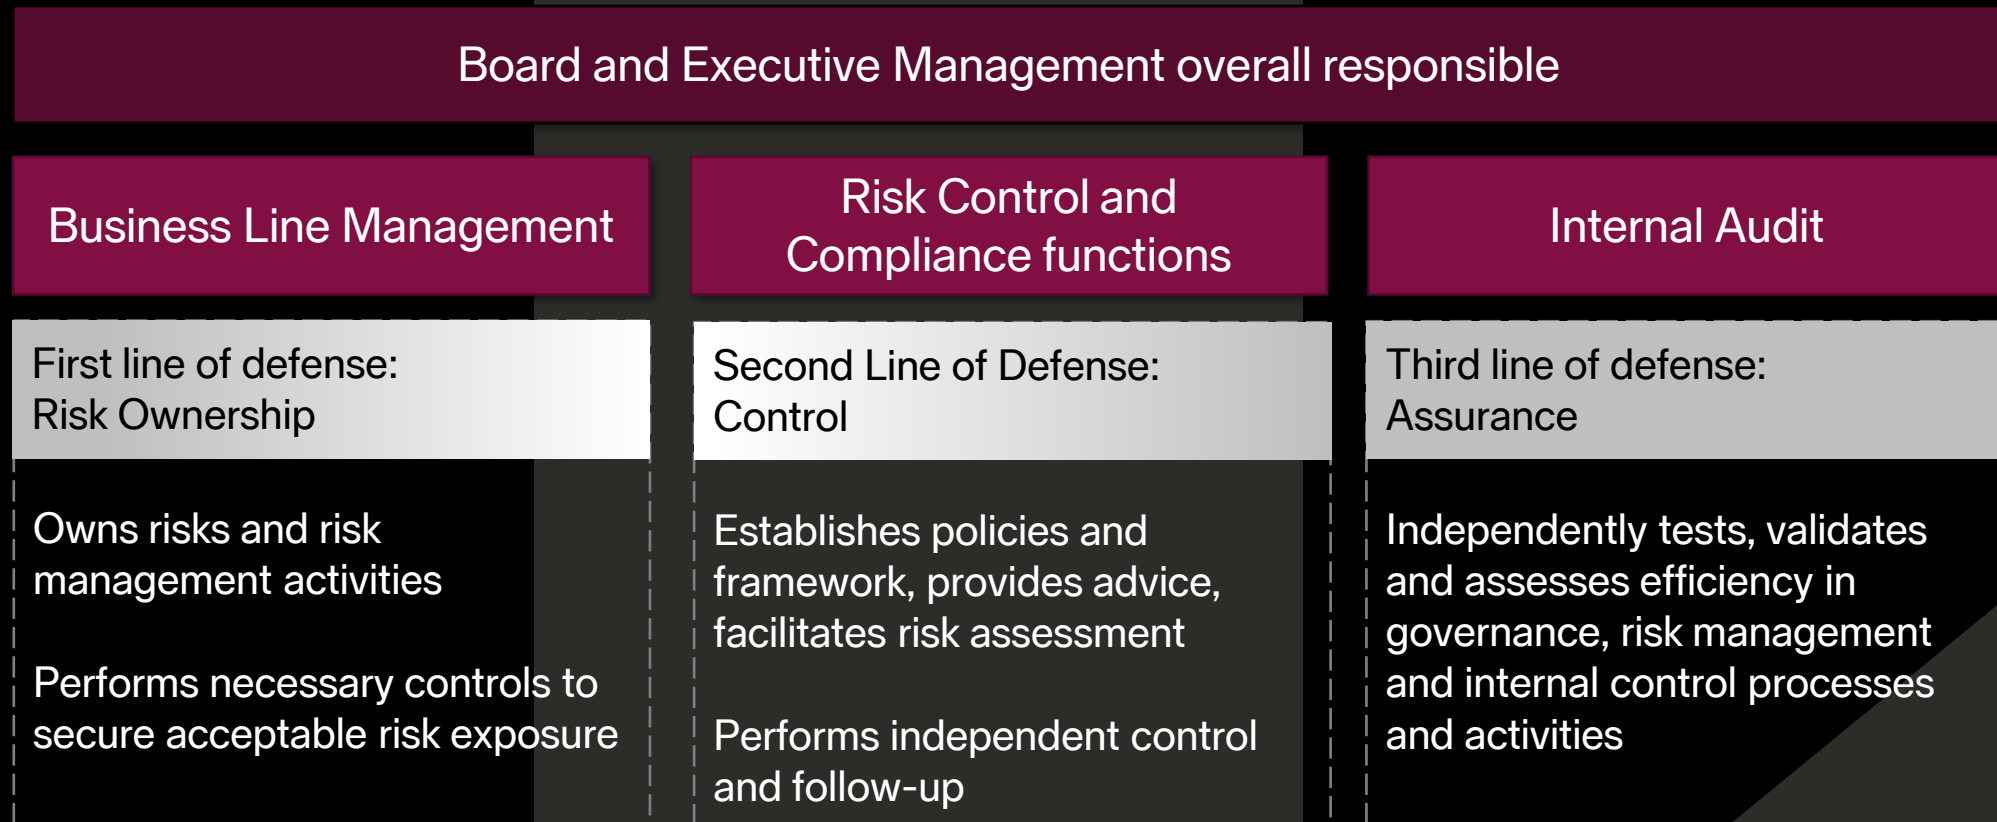 Board and Executive Management overall responsible
Business Line Management
Risk Control and
Compliance functions
Internal Audit
First line of defense:
Risk Ownership
Owns risks and risk
management activities
Performs necessary controls to
secure acceptable risk exposure
Second Line of Defense:
Control
Establishes policies and
framework, provides advice,
facilitates risk assessment
Performs independent control
and follow-up
Third line of defense:
Assurance
Independently tests, validates
and assesses efficiency in
governance, risk management
and internal control processes
and activities